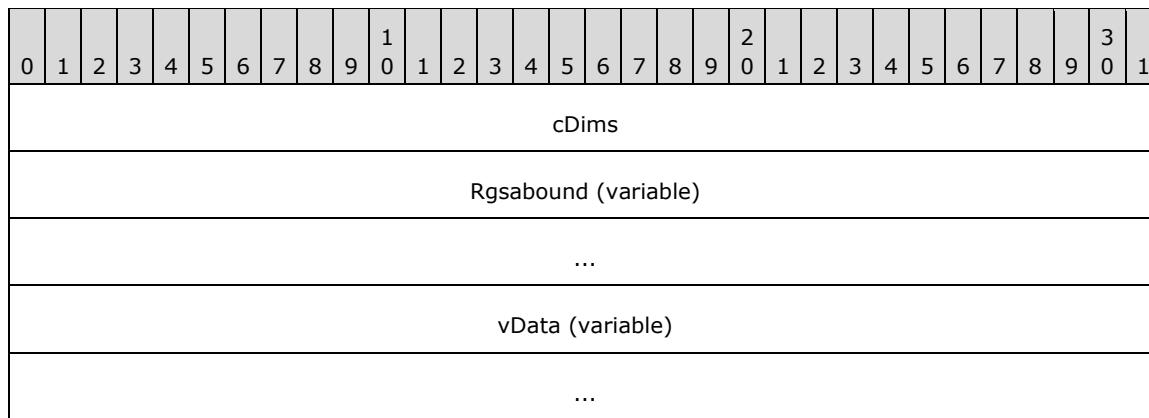 1 2 3
0 1 2 3 4 5 6 7 8 9 0 1 2 3 4 5 6 7 8 9 0 1 2 3 4 5 6 7 8 9 0 1
cDims
Rgsabound (variable)
...
vData (variable)
...